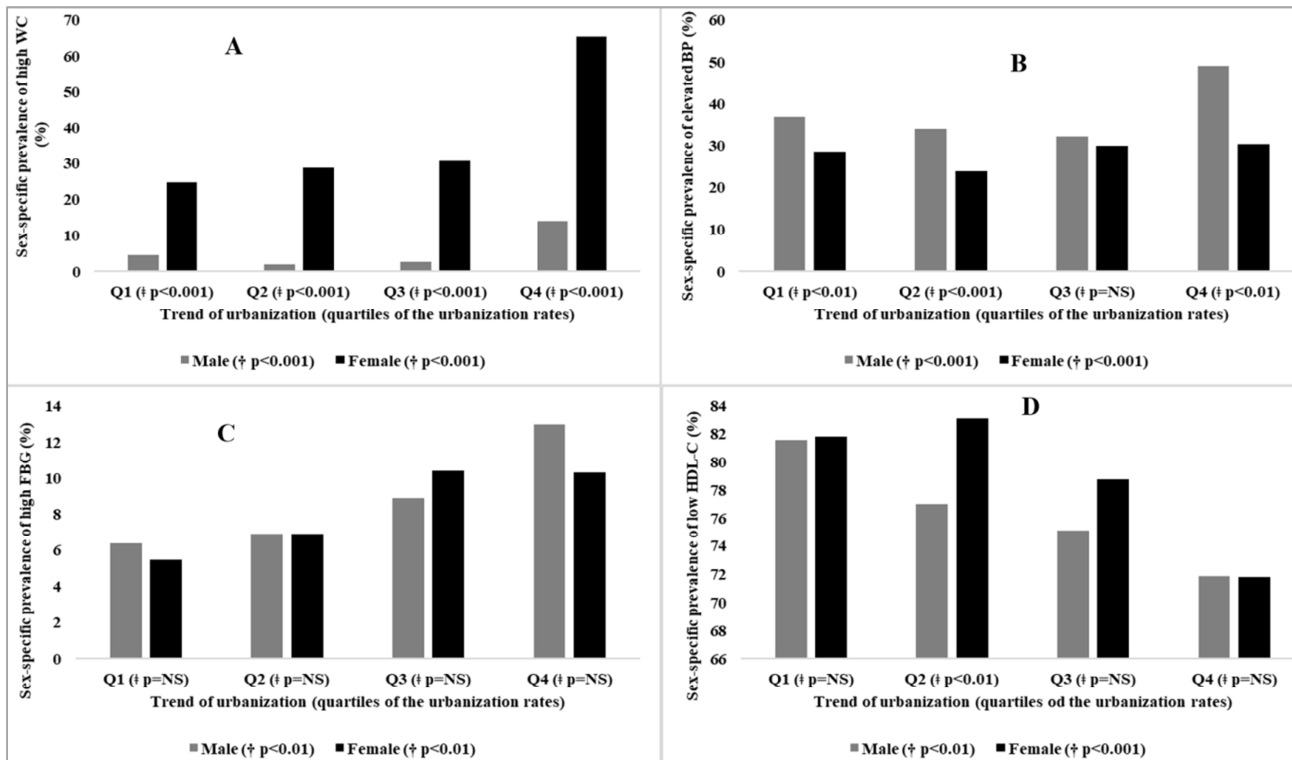 A
Sex-specific prevalence of high WC
(%)
70
60
50
40
30
20
10
0
Q1 (ǂ p<0.001) Q2 (ǂ p<0.001) Q3 (ǂ p<0.001) Q4 (ǂ p<0.001)
Trend of urbanization (quartiles of the urbanization rates)
Male († p<0.001) Female († p<0.001)
B
Sex-specific prevalence of elevated BP (%)
60
50
40
30
20
10
0
Q1 (ǂ p<0.01) Q2 (ǂ p<0.001) Q3 (ǂ p=NS) Q4 (ǂ p<0.01)
Trend of urbanization (quartiles of the urbanization rates)
Male († p<0.001) Female († p<0.001)
C
Sex-specific prevalence of high FBG (%)
14
12
10
8
6
4
2
0
Q1 (ǂ p=NS) Q2 (ǂ p=NS) Q3 (ǂ p=NS) Q4 (ǂ p=NS)
Trend of urbanization (quartiles of the urbanization rates)
Male († p<0.01) Female († p<0.01)
D
Sex-specific prevalence of low HDL-C (%)
84
82
80
78
76
74
72
70
68
66
Q1 (ǂ p=NS) Q2 (ǂ p<0.01) Q3 (ǂ p=NS) Q4 (ǂ p=NS)
Trend of urbanization (quartiles od the urbanization rates)
Male († p<0.01) Female († p<0.001)